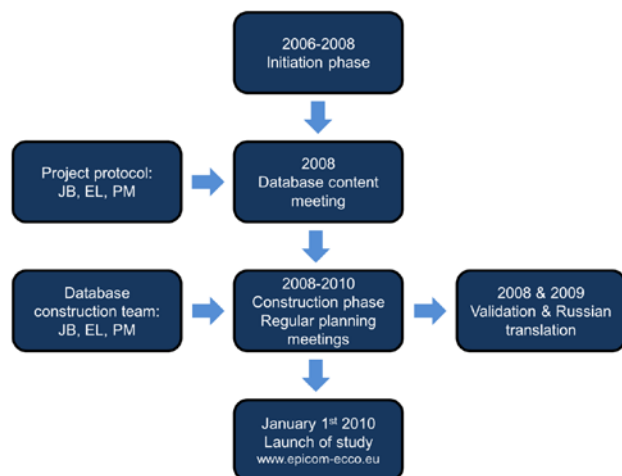 2006-2008
Initiation phase
Project protocol:
JB, EL, PM
2008
Database content
meeting
Database
construction team:
JB, EL, PM
2008-2010
Construction phase
Regular planning
meetings
2008 & 2009
Validation & Russian
translation
January 1st 2010
Launch of study
www.epicom-ecco.eu